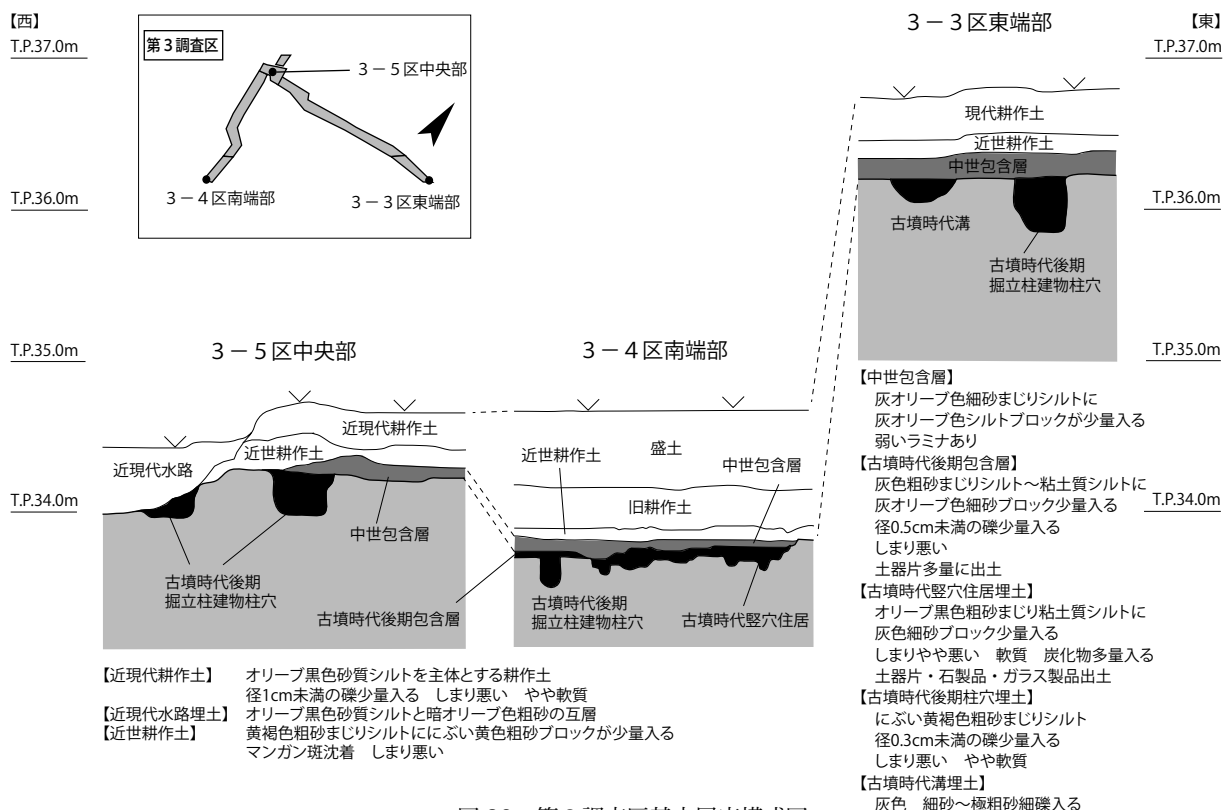 【西】
T.P.37.0m
T.P.36.0m
T.P.35.0m
T.P.34.0m
第3調査区
3－5区中央部
3－4区南端部
3－3区東端部
3－3区東端部
【東】
T.P.37.0m
T.P.36.0m
T.P.35.0m
T.P.34.0m
現代耕作土
近世耕作土
中世包含層
古墳時代溝
古墳時代後期
掘立柱建物柱穴
3－5区中央部
近現代耕作土
近世耕作土
近現代水路
中世包含層
古墳時代後期
掘立柱建物柱穴
古墳時代後期包含層
3－4区南端部
盛土
近世耕作土
中世包含層
旧耕作土
古墳時代後期
掘立柱建物柱穴
古墳時代竪穴住居
【近現代耕作土】 オリーブ黒色砂質シルトを主体とする耕作土
径1cm未満の礫少量入る しまり悪い やや軟質
【近現代水路埋土】 オリーブ黒色砂質シルトと暗オリーブ色粗砂の互層
【近世耕作土】 黄褐色粗砂まじりシルトににぶい黄色粗砂ブロックが少量入る
マンガン斑沈着 しまり悪い
【中世包含層】
灰オリーブ色細砂まじりシルトに
灰オリーブ色シルトブロックが少量入る
弱いラミナあり
【古墳時代後期包含層】
灰色粗砂まじりシルト～粘土質シルトに
灰オリーブ色細砂ブロック少量入る
径0.5cm未満の礫少量入る
しまり悪い
土器片多量に出土
【古墳時代竪穴住居埋土】
オリーブ黒色粗砂まじり粘土質シルトに
灰色細砂ブロック少量入る
しまりやや悪い 軟質 炭化物多量入る
土器片・石製品・ガラス製品出土
【古墳時代後期柱穴埋土】
にぶい黄褐色粗砂まじりシルト
径0.3cm未満の礫少量入る
しまり悪い やや軟質
【古墳時代溝埋土】
灰色 細砂～極粗砂細礫入る